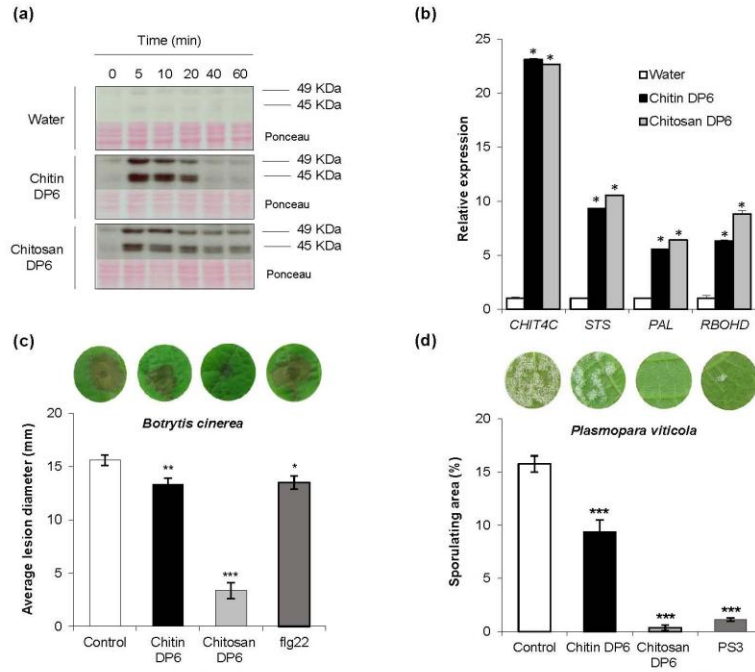 (a)
Time (min)
0 5 10 20 40 60
Water
49 KDa
45 KDa
Ponceau
Chitin
DP6
49 KDa
45 KDa
Ponceau
Chitosan
DP6
49 KDa
45 KDa
Ponceau
(b)
Relative expression
25
20
15
10
5
0
Water
Chitin DP6
Chitosan DP6
* *
* *
* *
* *
CHIT4C STS PAL RBOHD
(c)
Botrytis cinerea
Average lesion diameter (mm)
20
15
10
5
0
**
***
*
Control Chitin DP6 Chitosan DP6 flg22
(d)
Plasmopara viticola
Sporulating area (%)
20
15
10
5
0
***
***
***
Control Chitin DP6 Chitosan DP6 PS3